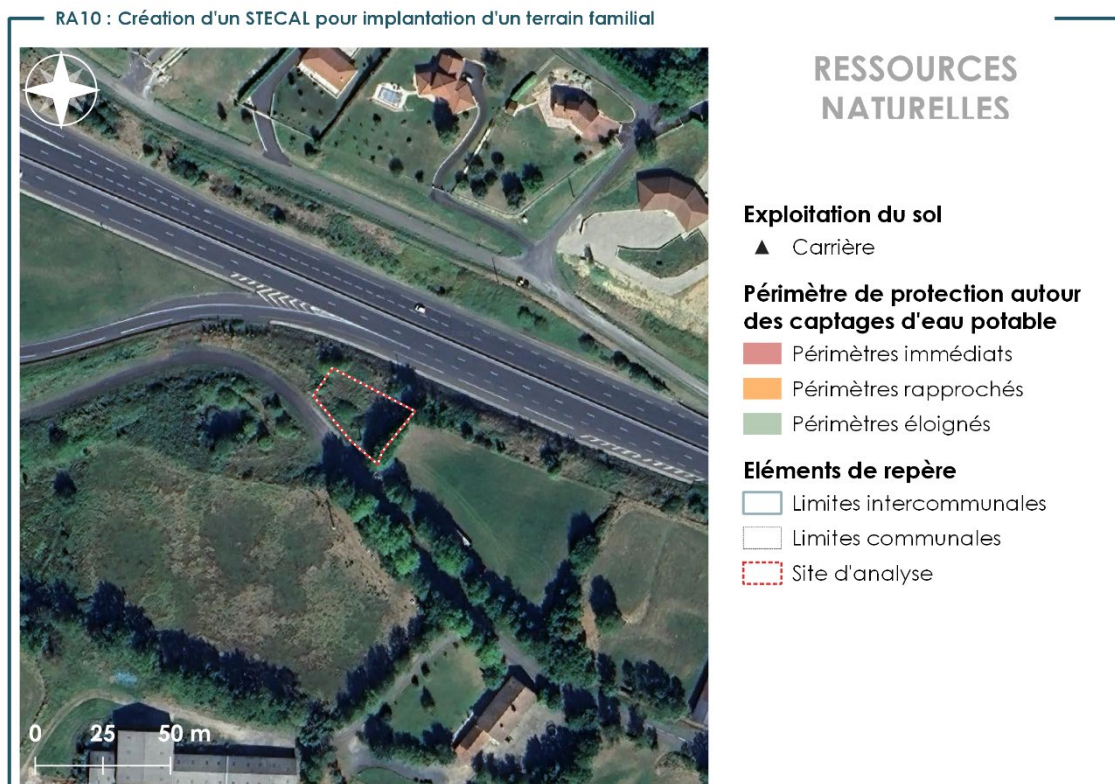 RA10 : Création d'un STECAL pour implantation d'un terrain familial
RESSOURCES
NATURELLES
Exploitation du sol
Carrière
Périmètre de protection autour
des captages d'eau potable
Périmètres immédiats
Périmètres rapprochés
Périmètres éloignés
Eléments de repère
Limites intercommunales
Limites communales
Site d'analyse
0 25 50 m